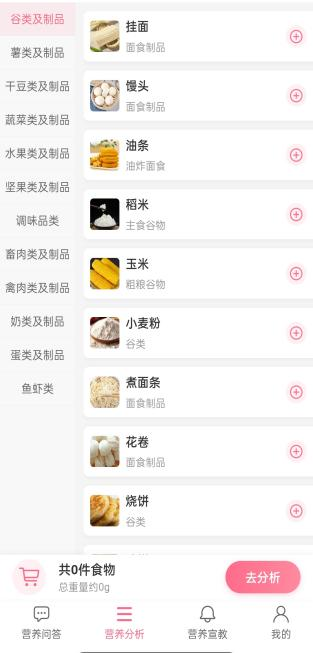 谷类及制品
薯类及制品
干豆类及制品
蔬菜类及制品
水果类及制品
坚果类及制品
调味品类
畜肉类及制品
禽肉类及制品
奶类及制品
蛋类及制品
鱼虾类
挂面
面食制品
馒头
面食制品
油条
油炸面食
稻米
主食谷物
玉米
粗粮谷物
小麦粉
谷类
煮面条
面食制品
花卷
面食制品
烧饼
谷类
共0件食物
总重量约0g
去分析
营养问答
营养分析
营养宣教
我的